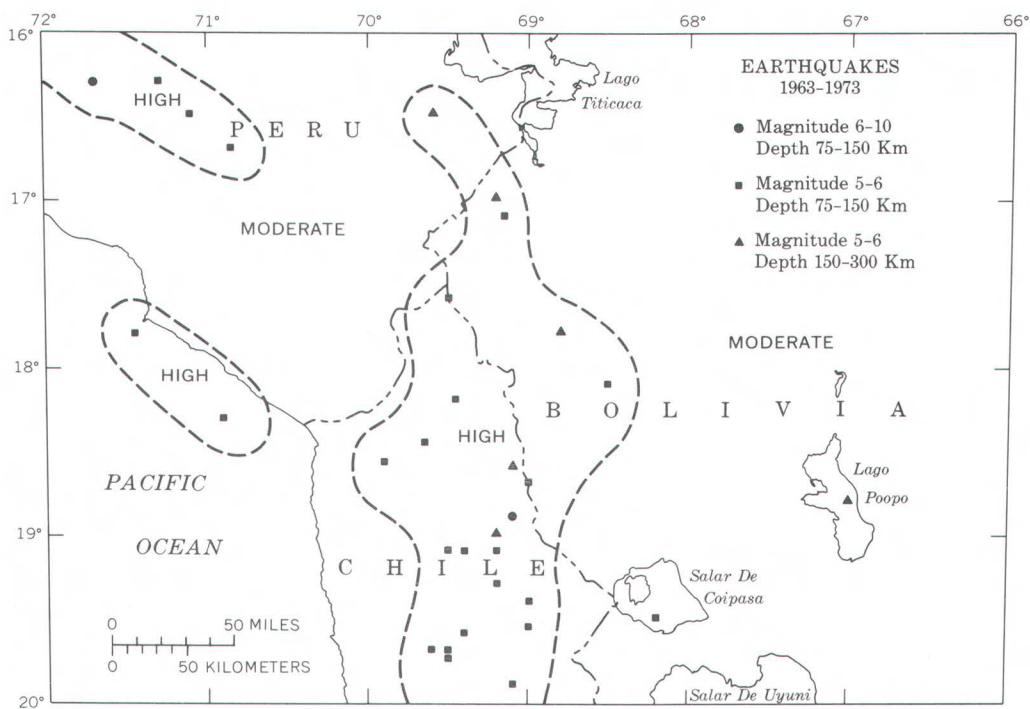 72° 71° 70° 69° 68° 67° 66°
16°
EARTHQUAKES
1963–1973
Lago
Titicaca
HIGH
PERU
Magnitude 6–10
Depth 75–150 Km
Magnitude 5–6
Depth 75–150 Km
17°
MODERATE
Magnitude 5–6
Depth 150–300 Km
MODERATE
18°
HIGH
BOLIVIA
HIGH
PACIFIC
OCEAN
Lago
Poopo
19°
CHILE
Salar De
Coipasa
0 50 MILES
0 50 KILOMETERS
20°
Salar De Uyuni